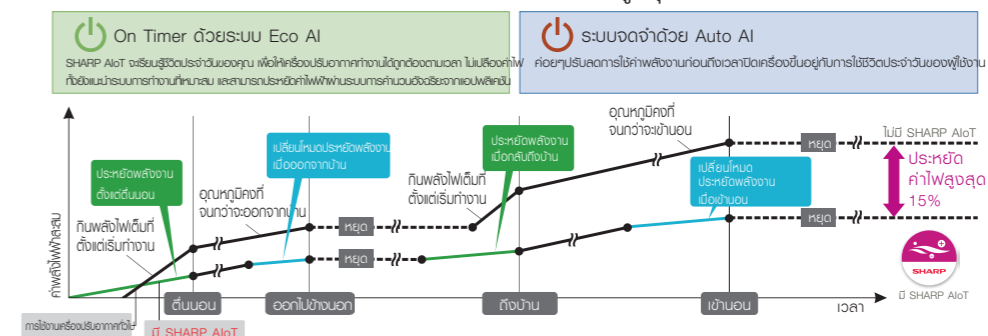 On Timer ด้วยระบบ Eco AI
SHARP AIoT จะเรียนรู้ชีวิตประจำวันของคุณ เพื่อให้เครื่องปรับอากาศทำงานได้ถูกต้องตามเวลา ไม่เปลืองค่าไฟ
ทั้งยังแนะนำระบบการทำงานที่เหมาะสม และสามารถประหยัดค่าไฟฟ้าผ่านระบบการคำนวนอัจฉริยะจากแอปพลิเคชัน
ระบบจดจำด้วย Auto AI
ค่อยๆปรับลดการใช้ค่าพลังงานก่อนถึงเวลาปิดเครื่องขึ้นอยู่กับการใช้ชีวิตประจำวันของผู้ใช้งาน
ค่าพลังไฟฟ้าสะสม
ประหยัดพลังงาน
ตั้งแต่ตื่นนอน
กินพลังไฟเต็มที่
ตั้งแต่เริ่มทำงาน
อุณหภูมิคงที่
จนกว่าจะออกจากบ้าน
เปลี่ยนโหมดประหยัดพลังงาน
เมื่อออกจากบ้าน
หยุด
หยุด
กินพลังไฟเต็มที่
ตั้งแต่เริ่มทำงาน
ประหยัดพลังงาน
เมื่อกลับถึงบ้าน
อุณหภูมิคงที่
จนกว่าจะเข้านอน
เปลี่ยนโหมด
ประหยัดพลังงาน
เมื่อเข้านอน
หยุด
หยุด
ไม่มี SHARP AIoT
ประหยัด
ค่าไฟสูงสุด
15%
SHARP
มี SHARP AIoT
ตื่นนอน
ออกไปข้างนอก
ถึงบ้าน
เข้านอน
เวลา
การใช้งานเครื่องปรับอากาศทั่วไป
มี SHARP AIoT